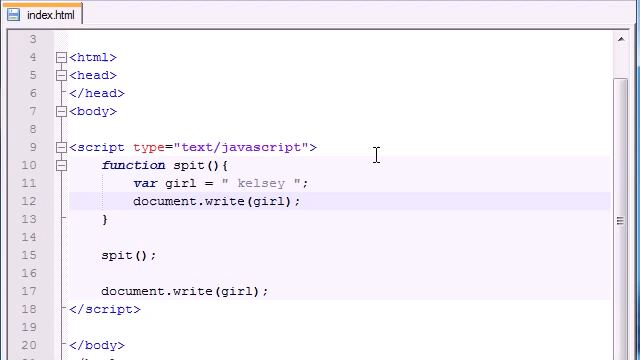 index.html
3
4 <html>
5 <head>
6 </head>
7 <body>
8
9 <script type="text/javascript">
10 function spit(){
11 var girl = " kelsey ";
12 document.write(girl);
13 }
14
15 spit();
16
17 document.write(girl);
18 </script>
19
20 </body>